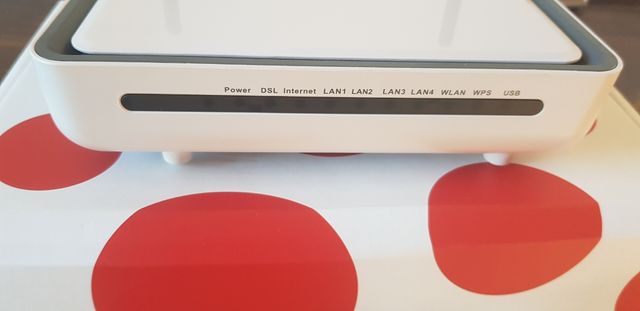 Power DSL Internet LAN1 LAN2 LAN3 LAN4 WLAN WPS USB